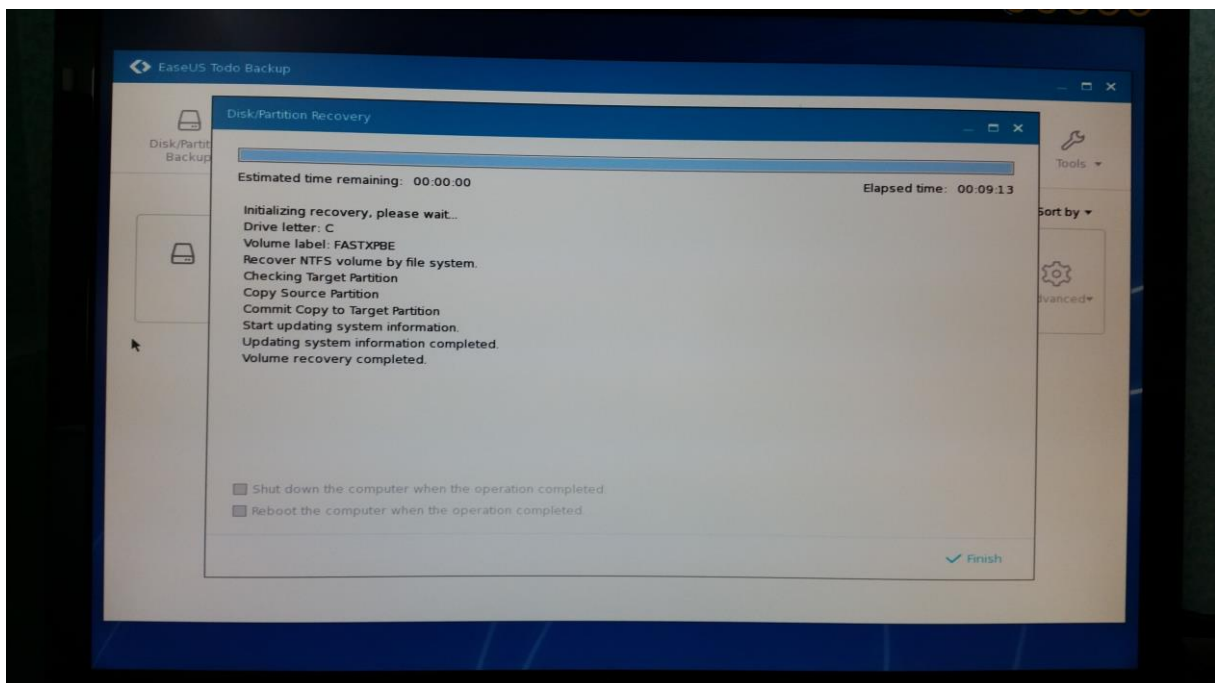 EaseUS Todo Backup
Disk/Partition Recovery
Disk/Partit
Backup
Tools
Estimated time remaining: 00:00:00
Elapsed time: 00:09:13
Sort by
Initializing recovery, please wait...
Drive letter: C
Volume label: FASTXPBE
Recover NTFS volume by file system.
Checking Target Partition
Copy Source Partition
Commit Copy to Target Partition
Start updating system information.
Updating system information completed.
Volume recovery completed.
dvanced
Shut down the computer when the operation completed.
Reboot the computer when the operation completed.
Finish